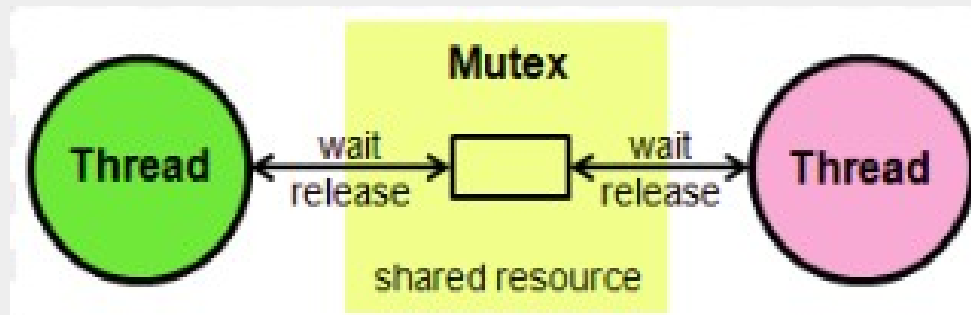 Mutex
Thread
wait
release
wait
release
Thread
shared resource